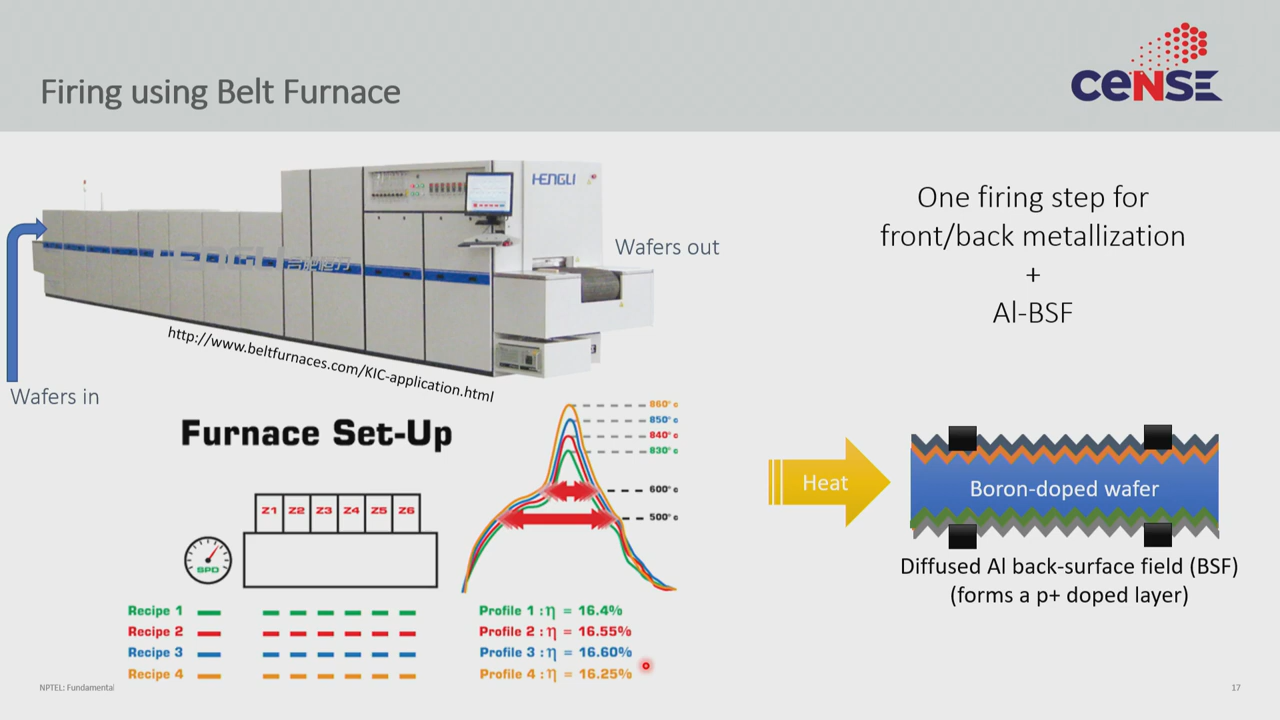 Firing using Belt Furnace
ceNSE
HENGLI
HENGLI
Wafers out
Wafers in
http://www.beltfurnaces.com/KIC-application.html
One firing step for
front/back metallization
+
Al-BSF
Furnace Set-Up
Z1 Z2 Z3 Z4 Z5 Z6
SPD
860° c
850° c
840° c
830° c
600° c
500° c
Recipe 1
Recipe 2
Recipe 3
Recipe 4
Profile 1 : η = 16.4%
Profile 2 : η = 16.55%
Profile 3 : η = 16.60%
Profile 4 : η = 16.25%
Heat
Boron-doped wafer
Diffused Al back-surface field (BSF)
(forms a p+ doped layer)
NPTEL: Fundamental
17